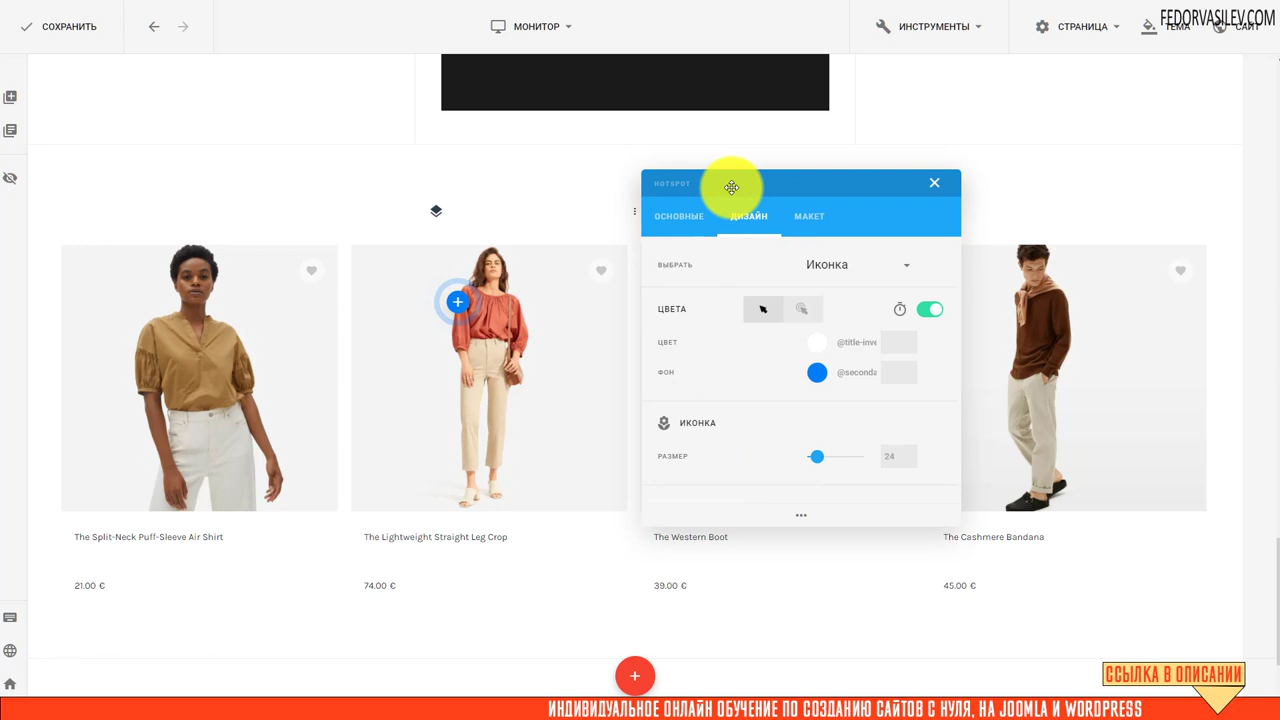 СОХРАНИТЬ
МОНИТОР
ИНСТРУМЕНТЫ
СТРАНИЦА
ТЕМА
САЙТ
FEDORVASILEV.COM
HOTSPOT
ОСНОВНЫЕ
ДИЗАЙН
МАКЕТ
ВЫБРАТЬ
Иконка
ЦВЕТА
ЦВЕТ
@title-inve
ФОН
@seconda
ИКОНКА
РАЗМЕР
24
The Split-Neck Puff-Sleeve Air Shirt
The Lightweight Straight Leg Crop
The Western Boot
The Cashmere Bandana
21.00 €
74.00 €
39.00 €
45.00 €
ССЫЛКА В ОПИСАНИИ
ИНДИВИДУАЛЬНОЕ ОНЛАЙН ОБУЧЕНИЕ ПО СОЗДАНИЮ САЙТОВ С НУЛЯ, НА JOOMLA И WORDPRESS